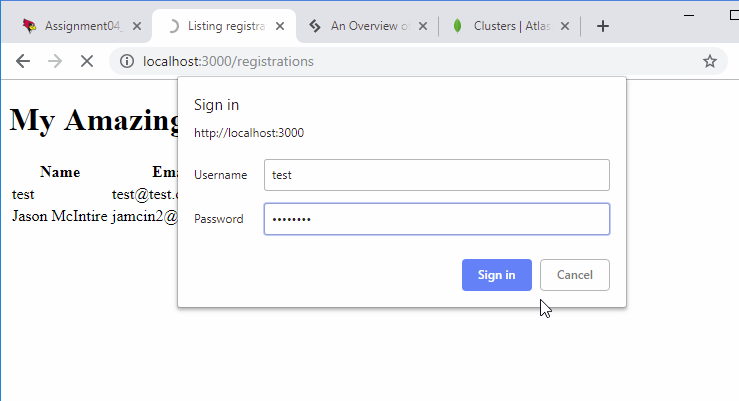 Assignment04_
Listing registra
An Overview of
Clusters | Atlas
localhost:3000/registrations
Sign in
http://localhost:3000
My Amazing
Username test
Name Ema
test test@test.c
Password ••••••••
Jason McIntire jamcin2@
Sign in Cancel